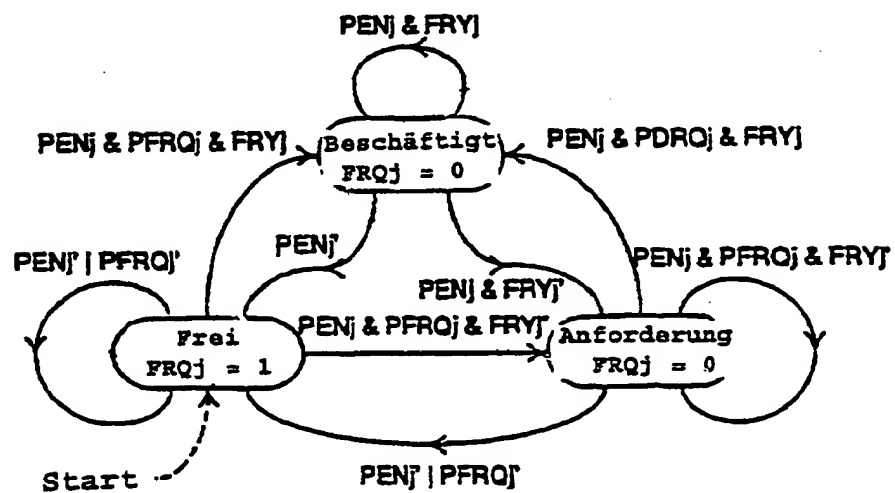 PENj & FRYj
PENj & PFRQj & FRYj
Beschäftigt
FRQj = 0
PENj & PDRQj & FRYj
PENj'
PENj' | PFRQj'
PENj & FRYj'
PENj & PFRQj & FRYj'
PENj & PFRQj & FRYj'
Frei
FRQj = 1
Anforderung
FRQj = 0
Start
PENj' | PFRQj'